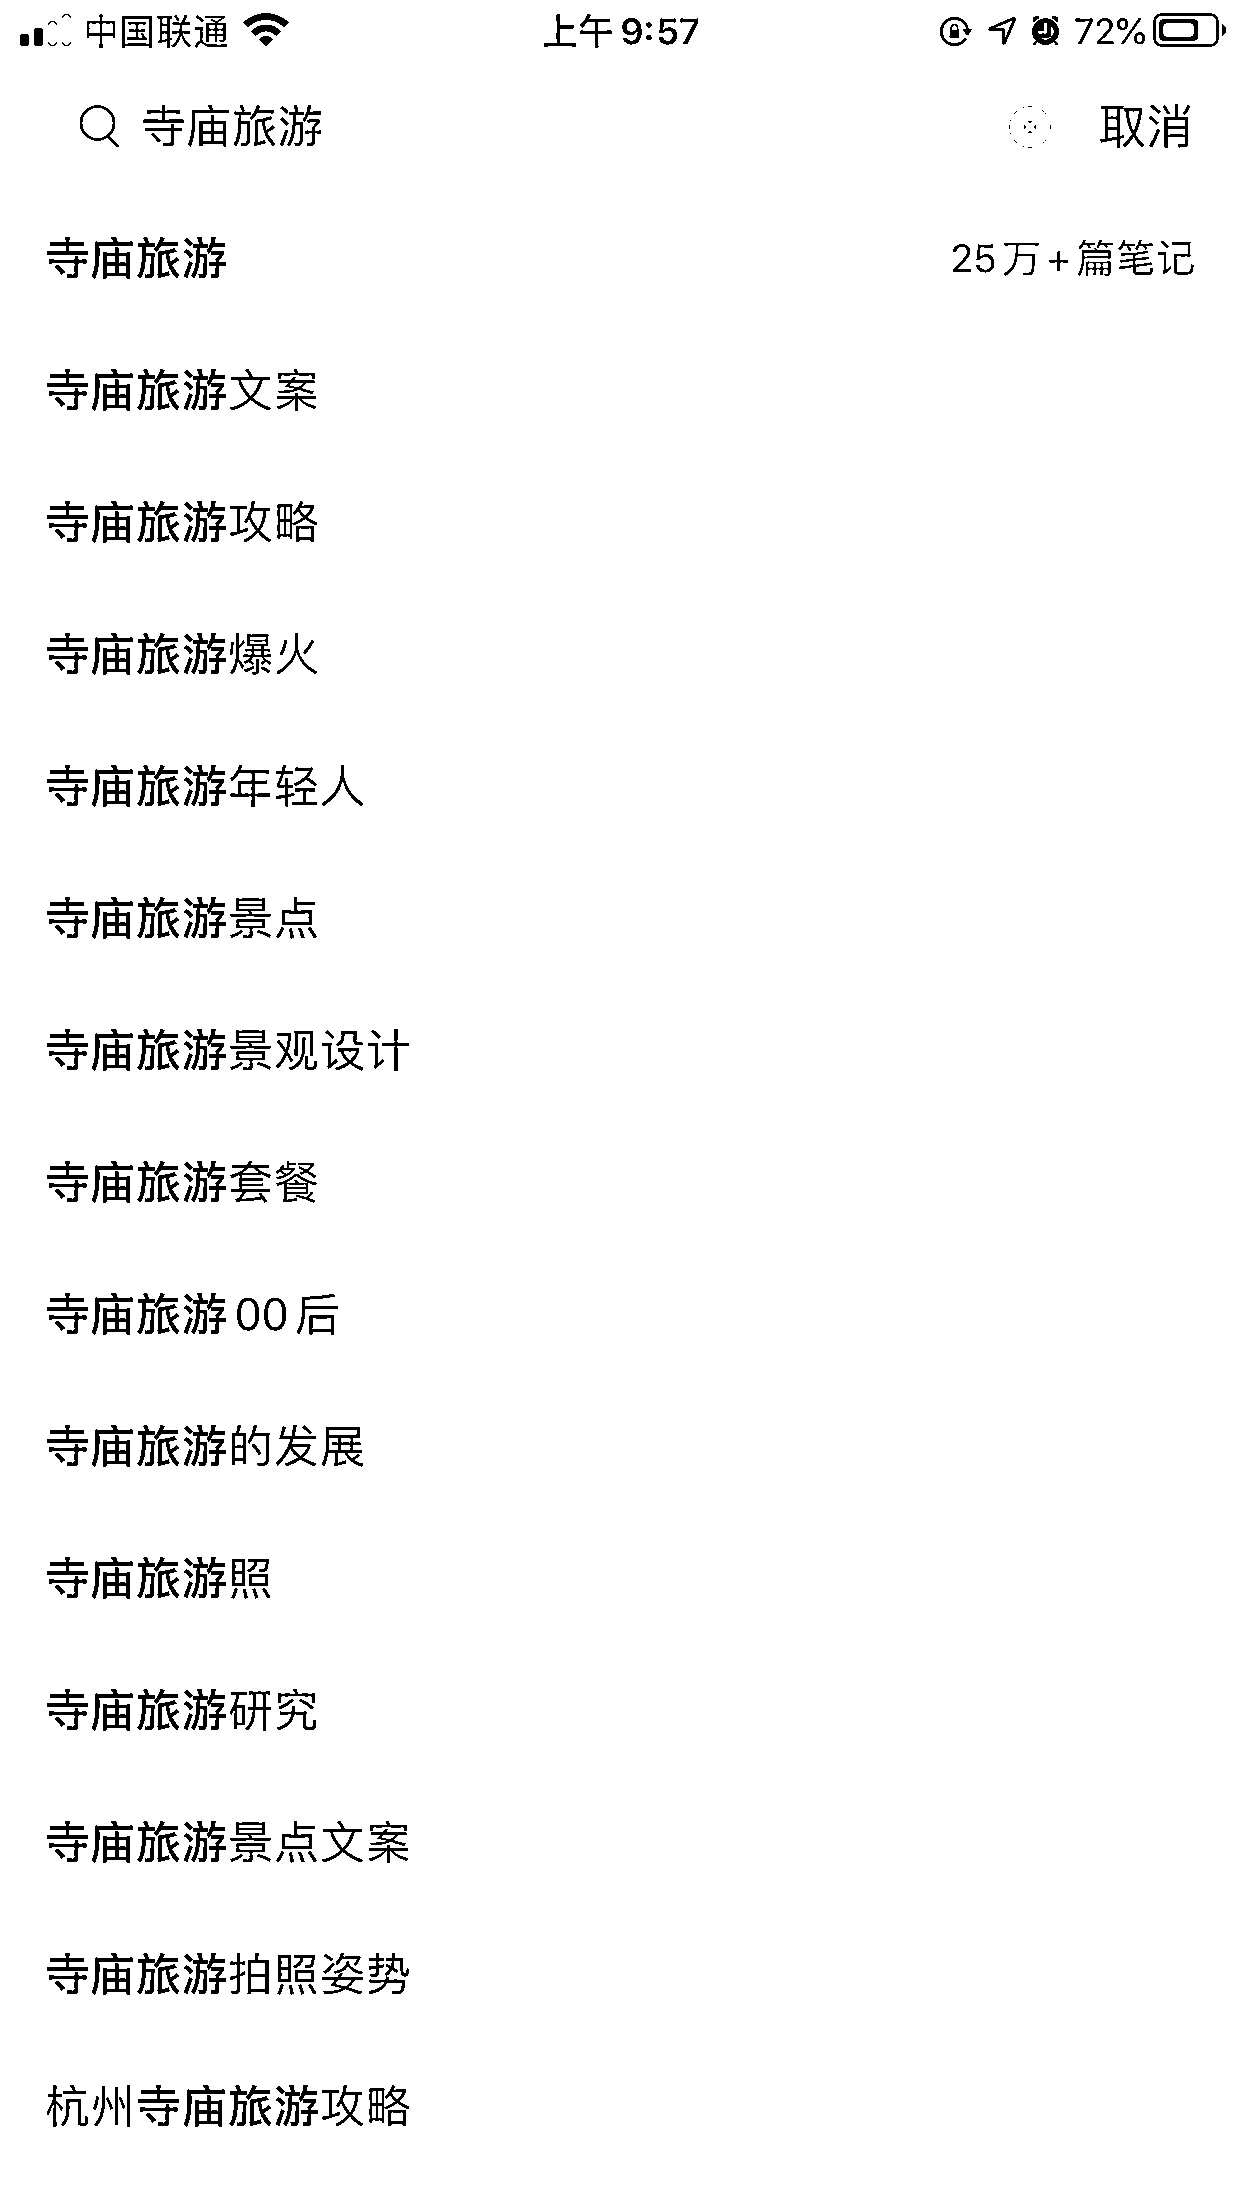 中国联通 上午9:57 72%
寺庙旅游 取消
寺庙旅游 25万+篇笔记
寺庙旅游文案
寺庙旅游攻略
寺庙旅游爆火
寺庙旅游年轻人
寺庙旅游景点
寺庙旅游景观设计
寺庙旅游套餐
寺庙旅游00后
寺庙旅游的发展
寺庙旅游照
寺庙旅游研究
寺庙旅游景点文案
寺庙旅游拍照姿势
杭州寺庙旅游攻略